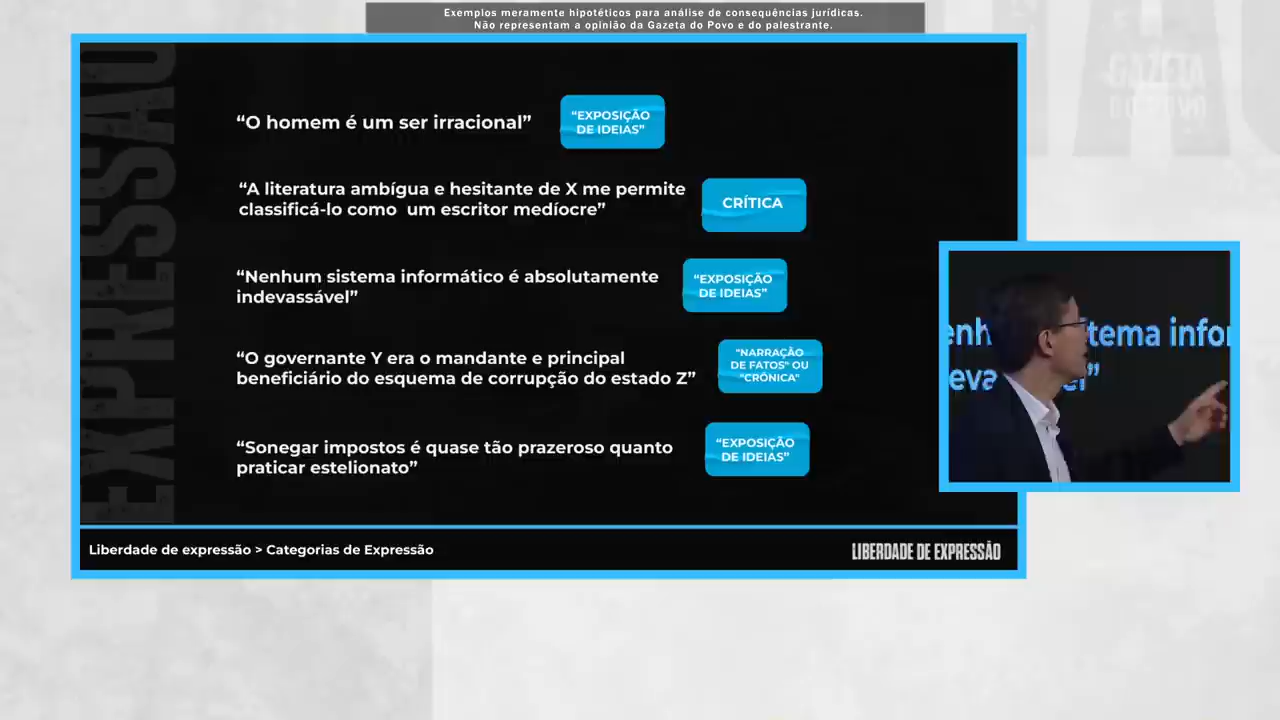 Exemplos meramente hipotéticos para análise de consequências jurídicas.
Não representam a opinião da Gazeta do Povo e do palestrante.
GAZETA
DO POVO
EXPRESSÃO
“O homem é um ser irracional”
“EXPOSIÇÃO
DE IDEIAS”
“A literatura ambígua e hesitante de X me permite
classificá-lo como um escritor medíocre”
CRÍTICA
“Nenhum sistema informático é absolutamente
indevassável”
“EXPOSIÇÃO
DE IDEIAS”
“O governante Y era o mandante e principal
beneficiário do esquema de corrupção do estado Z”
"NARRAÇÃO
DE FATOS" OU
"CRÔNICA"
“Sonegar impostos é quase tão prazeroso quanto
praticar estelionato”
“EXPOSIÇÃO
DE IDEIAS”
Liberdade de expressão > Categorias de Expressão
LIBERDADE DE EXPRESSÃO